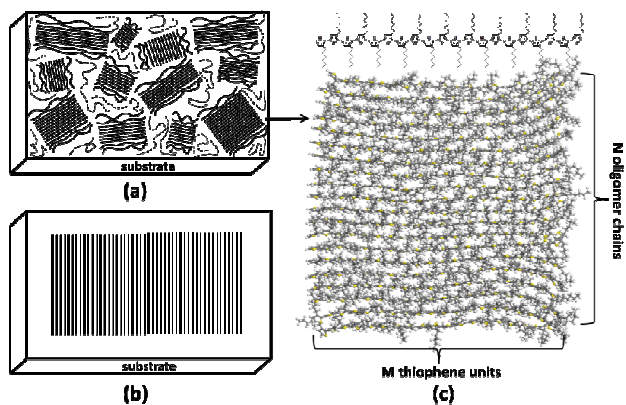 substrate
(a)
substrate
(b)
N oligomer chains
M thiophene units
(c)